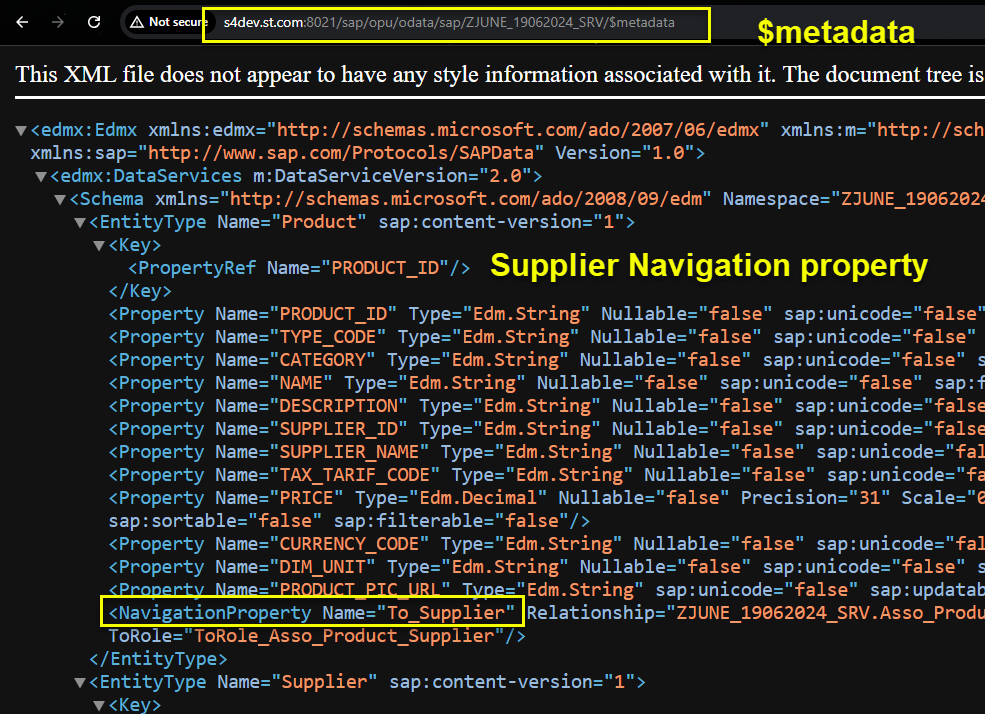 Not secure s4dev.st.com:8021/sap/opu/odata/sap/ZJUNE_19062024_SRV/$metadata
$metadata
This XML file does not appear to have any style information associated with it. The document tree is
▼<edmx:Edmx xmlns:edmx="http://schemas.microsoft.com/ado/2007/06/edmx" xmlns:m="http://sch
xmlns:sap="http://www.sap.com/Protocols/SAPData" Version="1.0">
▼<edmx:DataServices m:DataServiceVersion="2.0">
▼<Schema xmlns="http://schemas.microsoft.com/ado/2008/09/edm" Namespace="ZJUNE_19062024
▼<EntityType Name="Product" sap:content-version="1">
▼<Key>
<PropertyRef Name="PRODUCT_ID"/>
Supplier Navigation property
</Key>
<Property Name="PRODUCT_ID" Type="Edm.String" Nullable="false" sap:unicode="false"
<Property Name="TYPE_CODE" Type="Edm.String" Nullable="false" sap:unicode="false"
<Property Name="CATEGORY" Type="Edm.String" Nullable="false" sap:unicode="false" s
<Property Name="NAME" Type="Edm.String" Nullable="false" sap:unicode="false" sap:f
<Property Name="DESCRIPTION" Type="Edm.String" Nullable="false" sap:unicode="false
<Property Name="SUPPLIER_ID" Type="Edm.String" Nullable="false" sap:unicode="false
<Property Name="SUPPLIER_NAME" Type="Edm.String" Nullable="false" sap:unicode="fal
<Property Name="TAX_TARIF_CODE" Type="Edm.String" Nullable="false" sap:unicode="fa
<Property Name="PRICE" Type="Edm.Decimal" Nullable="false" Precision="31" Scale="0
sap:sortable="false" sap:filterable="false"/>
<Property Name="CURRENCY_CODE" Type="Edm.String" Nullable="false" sap:unicode="fal
<Property Name="DIM_UNIT" Type="Edm.String" Nullable="false" sap:unicode="false" s
<Property Name="PRODUCT_PIC_URL" Type="Edm.String" sap:unicode="false" sap:updatab
<NavigationProperty Name="To_Supplier" Relationship="ZJUNE_19062024_SRV.Asso_Produ
ToRole="ToRole_Asso_Product_Supplier"/>
</EntityType>
▼<EntityType Name="Supplier" sap:content-version="1">
▼<Key>